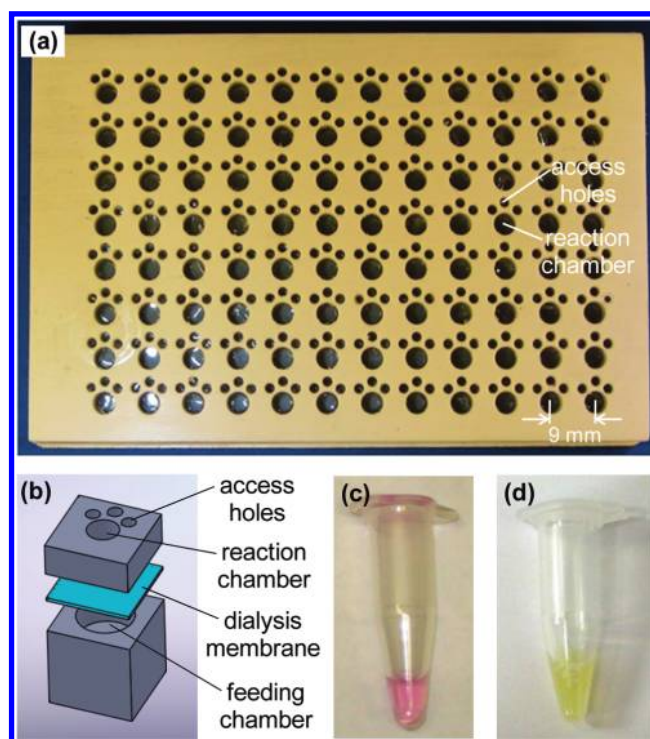 (a)
access
holes
reaction
chamber
9 mm
(b)
access
holes
reaction
chamber
dialysis
membrane
feeding
chamber
(c)
(d)